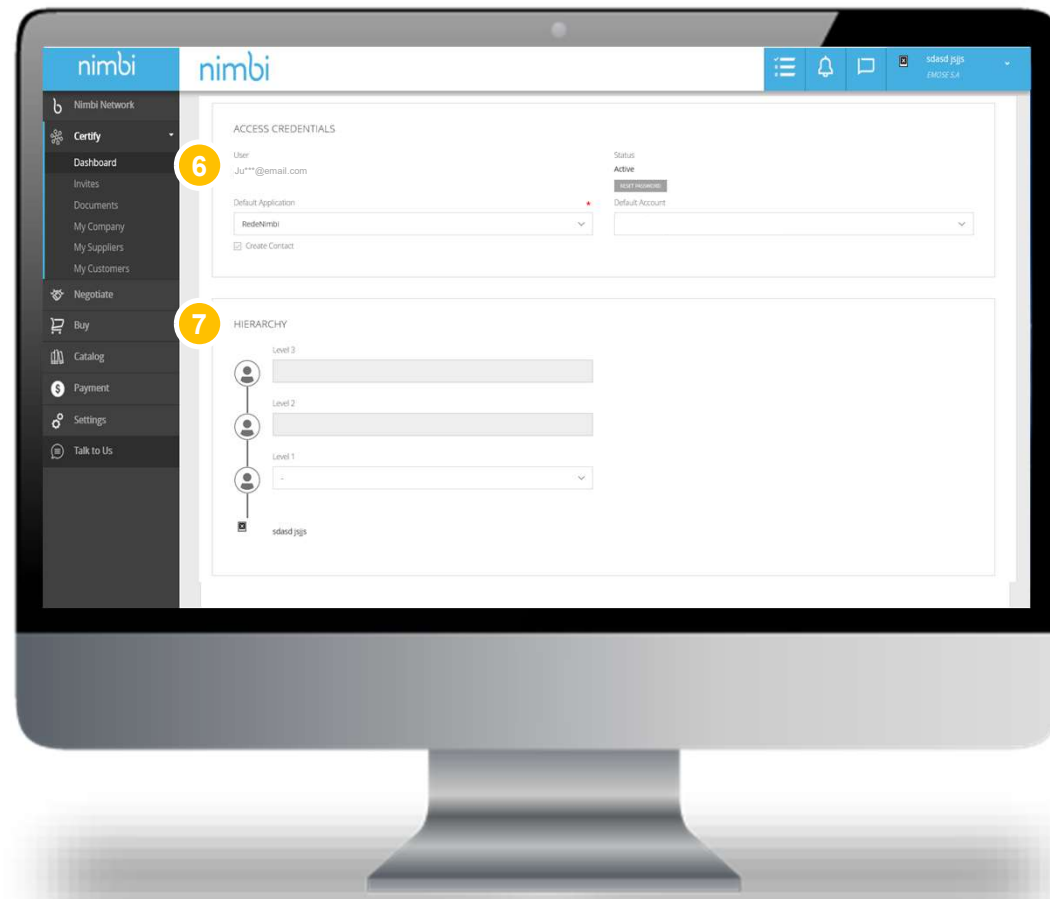 nimbi
nimbi
sdasd jsjjs
EMOSE S.A
Nimbi Network
Certify
Dashboard
Invites
Documents
My Company
My Suppliers
My Customers
Negotiate
Buy
Catalog
Payment
Settings
Talk to Us
6
ACCESS CREDENTIALS
User
Ju***@email.com
Status
Active
RESET PASSWORD
Default Application
*
Default Account
RedeNimbi
Create Contact
7
HIERARCHY
Level 3
Level 2
Level 1
-
sdasd jsjjs